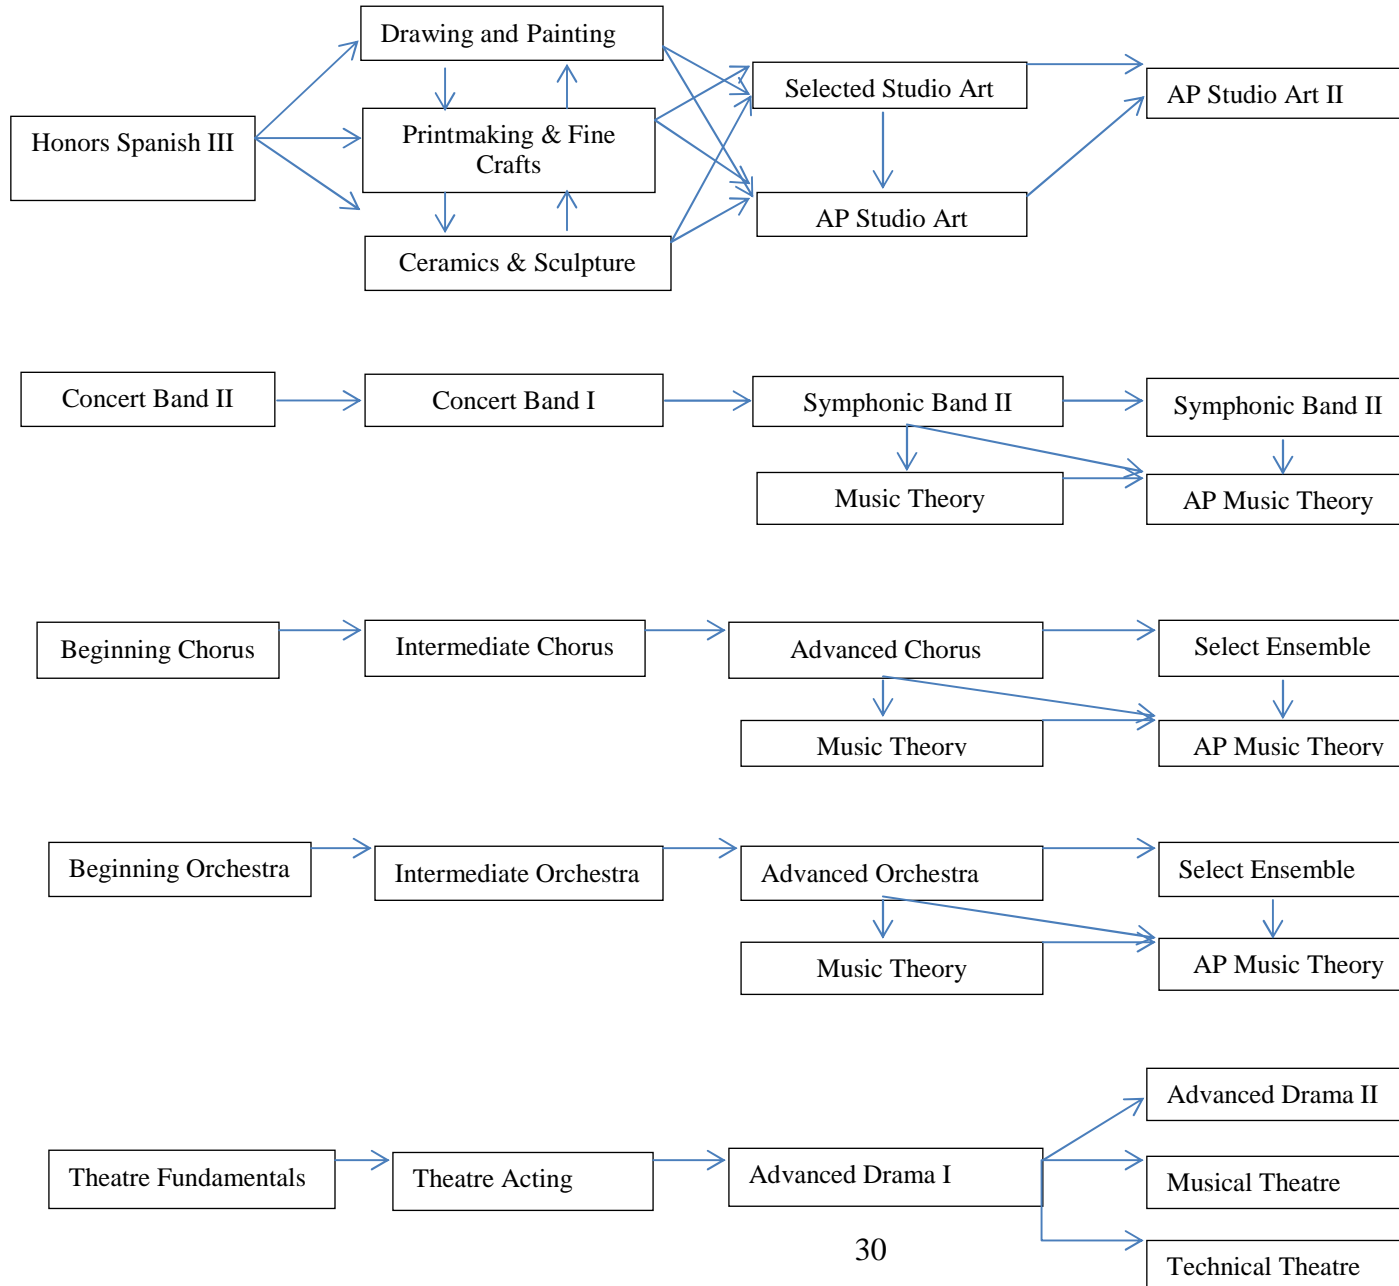 Drawing and Painting
Selected Studio Art
AP Studio Art II
Honors Spanish III
Printmaking & Fine
Crafts
AP Studio Art
Ceramics & Sculpture
Concert Band II
Concert Band I
Symphonic Band II
Symphonic Band II
Music Theory
AP Music Theory
Beginning Chorus
Intermediate Chorus
Advanced Chorus
Select Ensemble
Music Theory
AP Music Theory
Beginning Orchestra
Intermediate Orchestra
Advanced Orchestra
Select Ensemble
Music Theory
AP Music Theory
Advanced Drama II
Theatre Fundamentals
Theatre Acting
Advanced Drama I
Musical Theatre
Technical Theatre
30